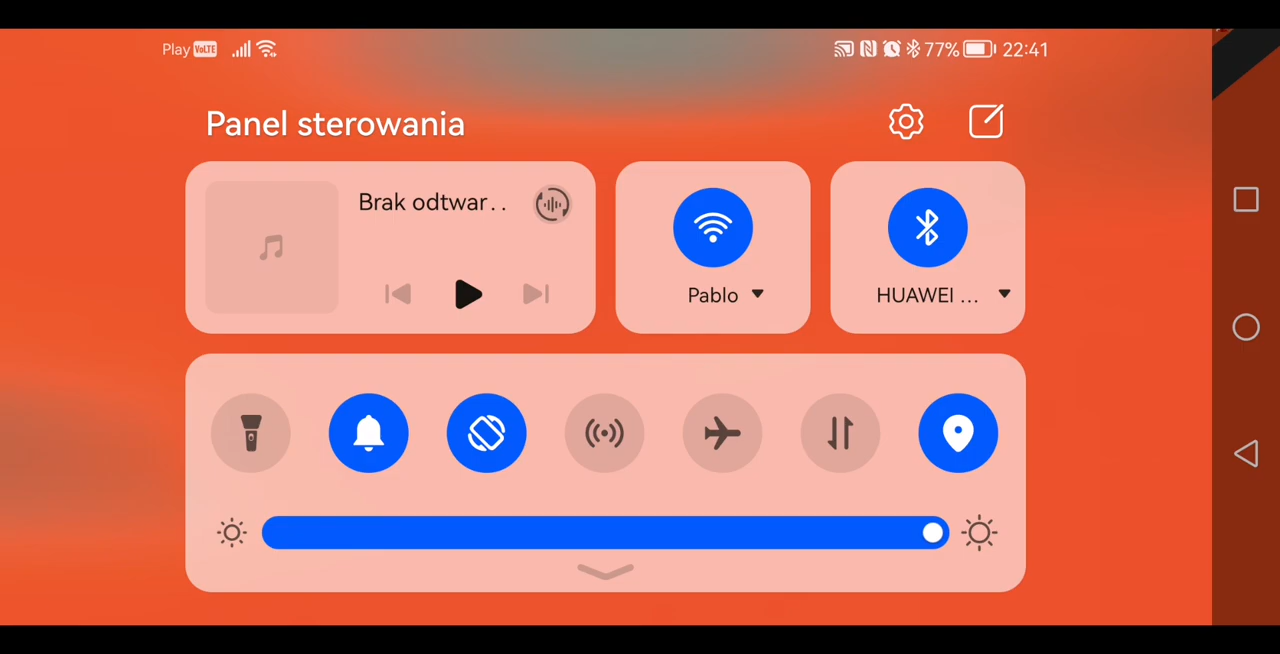 Play VoLTE 77% 22:41
Panel sterowania
Brak odtwar..
Pablo
HUAWEI ...